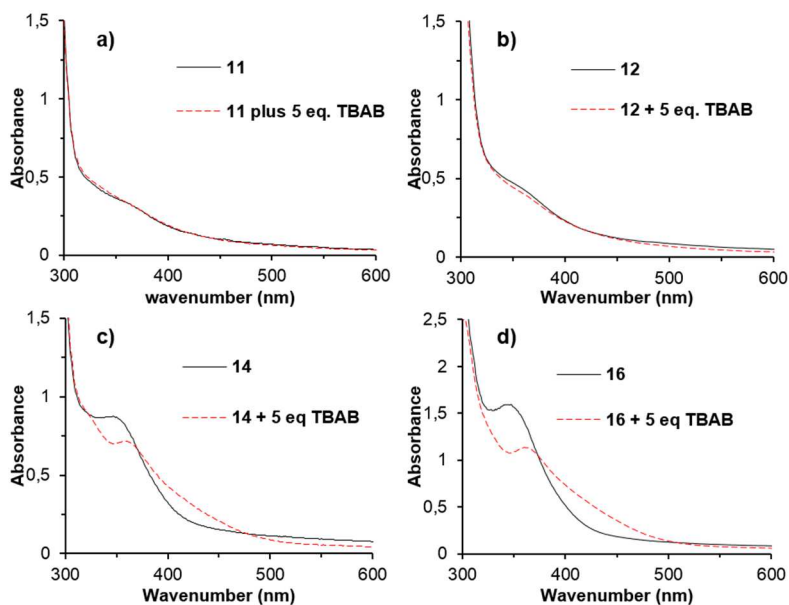 a)
11
11 plus 5 eq. TBAB
Absorbance
1,5
1
0,5
0
300
400
500
600
wavenumber (nm)
b)
12
12 + 5 eq. TBAB
Absorbance
1,5
1
0,5
0
300
400
500
600
Wavenumber (nm)
c)
14
14 + 5 eq TBAB
Absorbance
1,5
1
0,5
0
300
400
500
600
Wavenumber (nm)
d)
16
16 + 5 eq TBAB
Absorbance
2,5
2
1,5
1
0,5
0
300
400
500
600
Wavenumber (nm)